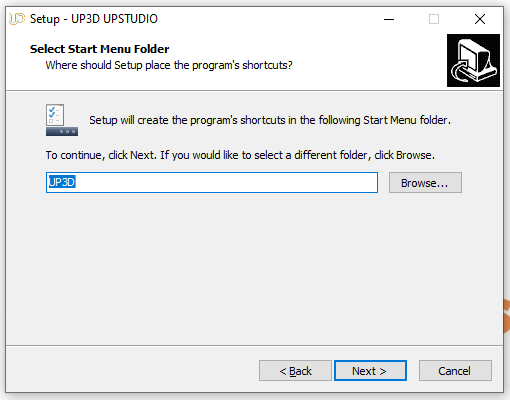 Setup - UP3D UPSTUDIO
Select Start Menu Folder
Where should Setup place the program's shortcuts?
Setup will create the program's shortcuts in the following Start Menu folder.
To continue, click Next. If you would like to select a different folder, click Browse.
UP3D
Browse...
< Back
Next >
Cancel